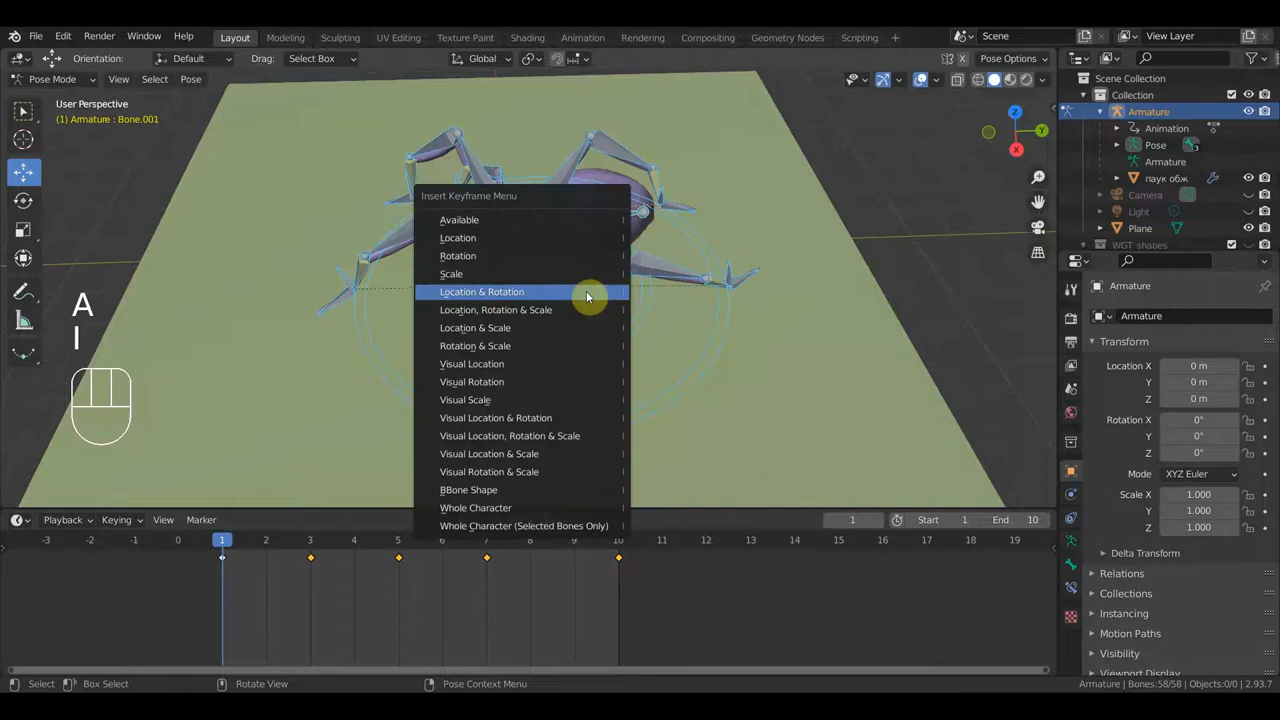 File Edit Render Window Help Layout Modeling Sculpting UV Editing Texture Paint Shading Animation Rendering Compositing Geometry Nodes Scripting + Scene View Layer
Orientation: Default Drag: Select Box Global Pose Options
Pose Mode View Select Pose
User Perspective
(1) Armature : Bone.001
Z
Y
X
A
I
Insert Keyframe Menu
Available
Location
Rotation
Scale
Location & Rotation
Location, Rotation & Scale
Location & Scale
Rotation & Scale
Visual Location
Visual Rotation
Visual Scale
Visual Location & Rotation
Visual Location, Rotation & Scale
Visual Location & Scale
Visual Rotation & Scale
BBone Shape
Whole Character
Whole Character (Selected Bones Only)
Scene Collection
Collection
Armature
Animation
Pose 3
Armature
паук обж
Camera
Light
Plane
WGT_shapes
Armature
Armature
Transform
Location X 0 m
Y 0 m
Z 0 m
Rotation X 0°
Y 0°
Z 0°
Mode XYZ Euler
Scale X 1.000
Y 1.000
Z 1.000
Delta Transform
Relations
Collections
Instancing
Motion Paths
Visibility
Viewport Display
Playback Keying View Marker 1 Start 1 End 10
-3 -2 -1 0 1 2 3 4 5 6 7 8 9 10 11 12 13 14 15 16 17 18 19
Select Box Select Rotate View Pose Context Menu Armature | Bones:58/58 | Objects:0/0 | 2.93.7